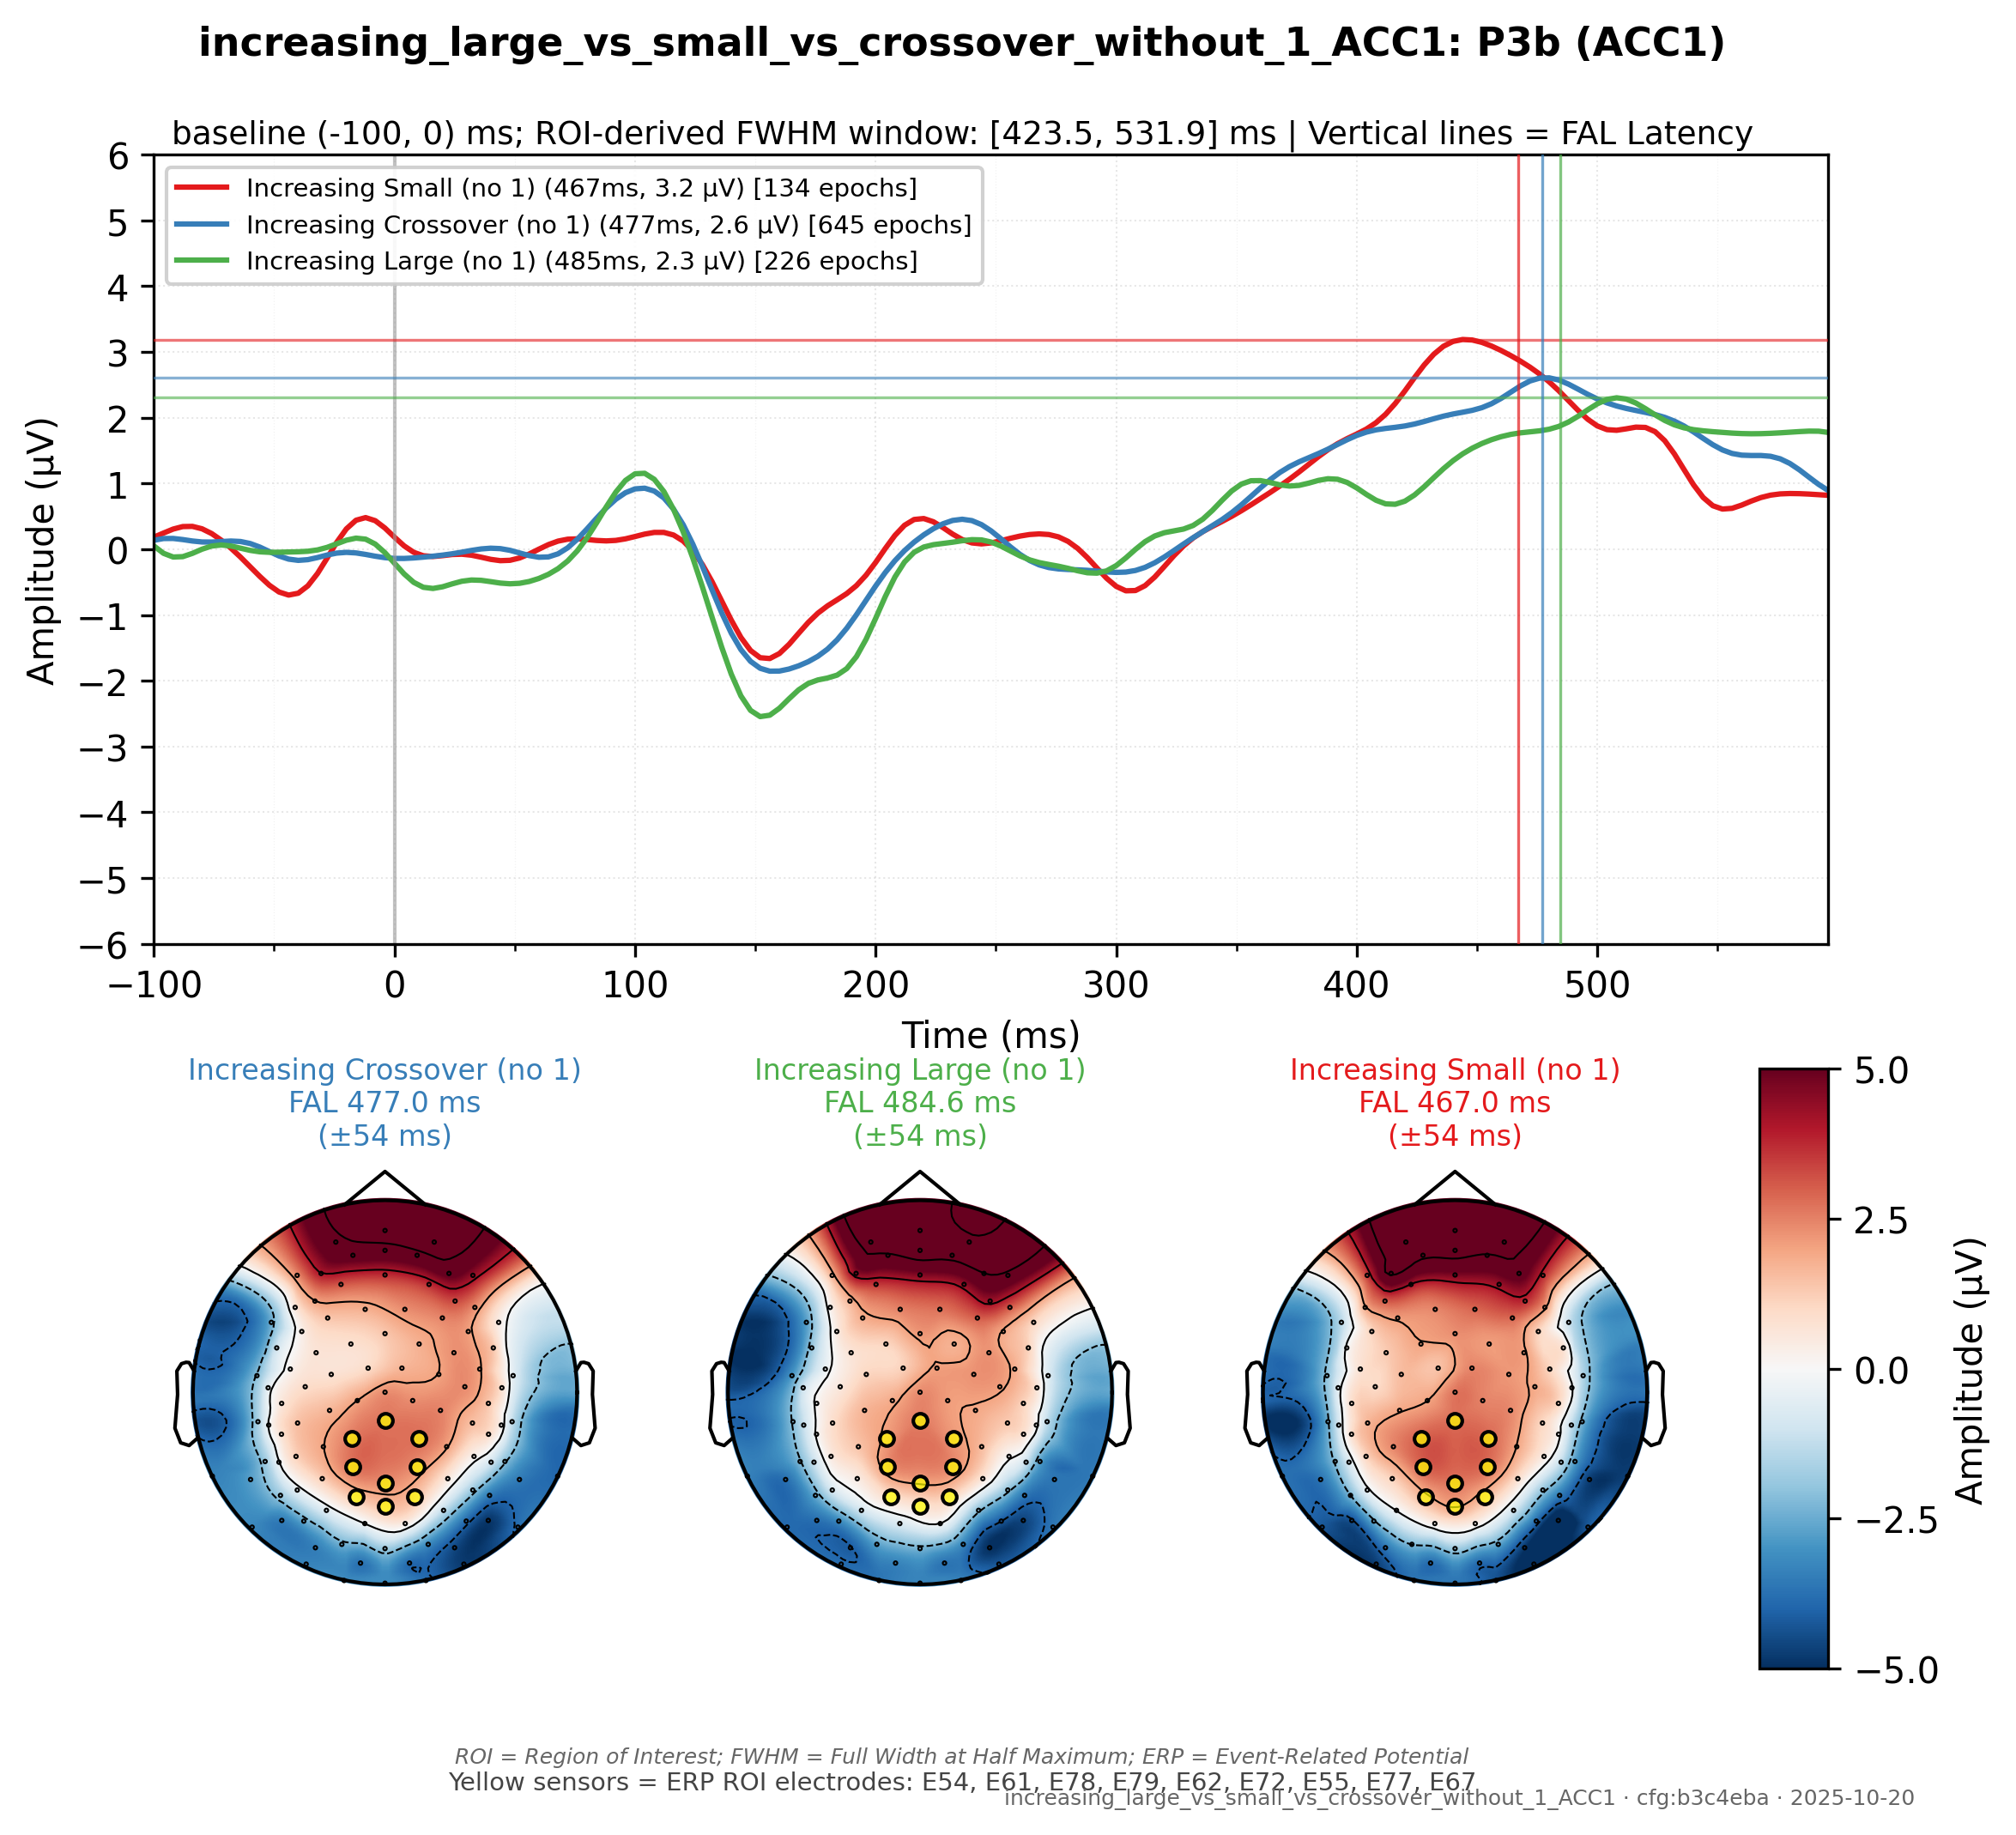 increasing_large_vs_small_vs_crossover_without_1_ACC1: P3b (ACC1)
baseline (-100, 0) ms; ROI-derived FWHM window: [423.5, 531.9] ms | Vertical lines = FAL Latency
Increasing Small (no 1) (467ms, 3.2 µV) [134 epochs]
Increasing Crossover (no 1) (477ms, 2.6 µV) [645 epochs]
Increasing Large (no 1) (485ms, 2.3 µV) [226 epochs]
Amplitude (µV)
6
5
4
3
2
1
0
−1
−2
−3
−4
−5
−6
−100 0 100 200 300 400 500
Time (ms)
Increasing Crossover (no 1)
FAL 477.0 ms
(±54 ms)
Increasing Large (no 1)
FAL 484.6 ms
(±54 ms)
Increasing Small (no 1)
FAL 467.0 ms
(±54 ms)
5.0
2.5
0.0
−2.5
−5.0
Amplitude (µV)
ROI = Region of Interest; FWHM = Full Width at Half Maximum; ERP = Event-Related Potential
Yellow sensors = ERP ROI electrodes: E54, E61, E78, E79, E62, E72, E55, E77, E67
increasing_large_vs_small_vs_crossover_without_1_ACC1 · cfg:b3c4eba · 2025-10-20